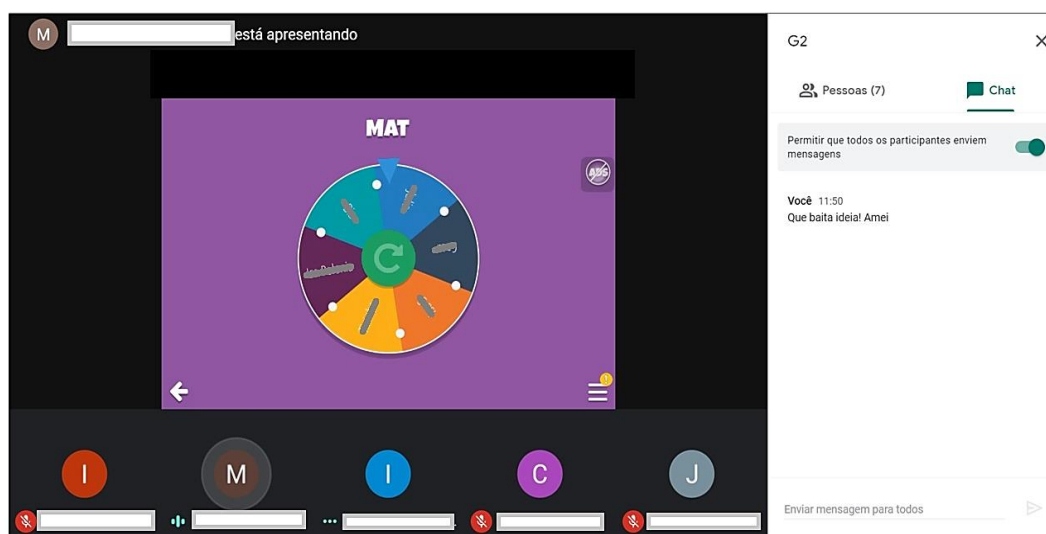 M
está apresentando
MAT
ADS
I
M
I
C
J
G2
Pessoas (7)
Chat
Permitir que todos os participantes enviem
mensagens
Você 11:50
Que baita ideia! Amei
Enviar mensagem para todos